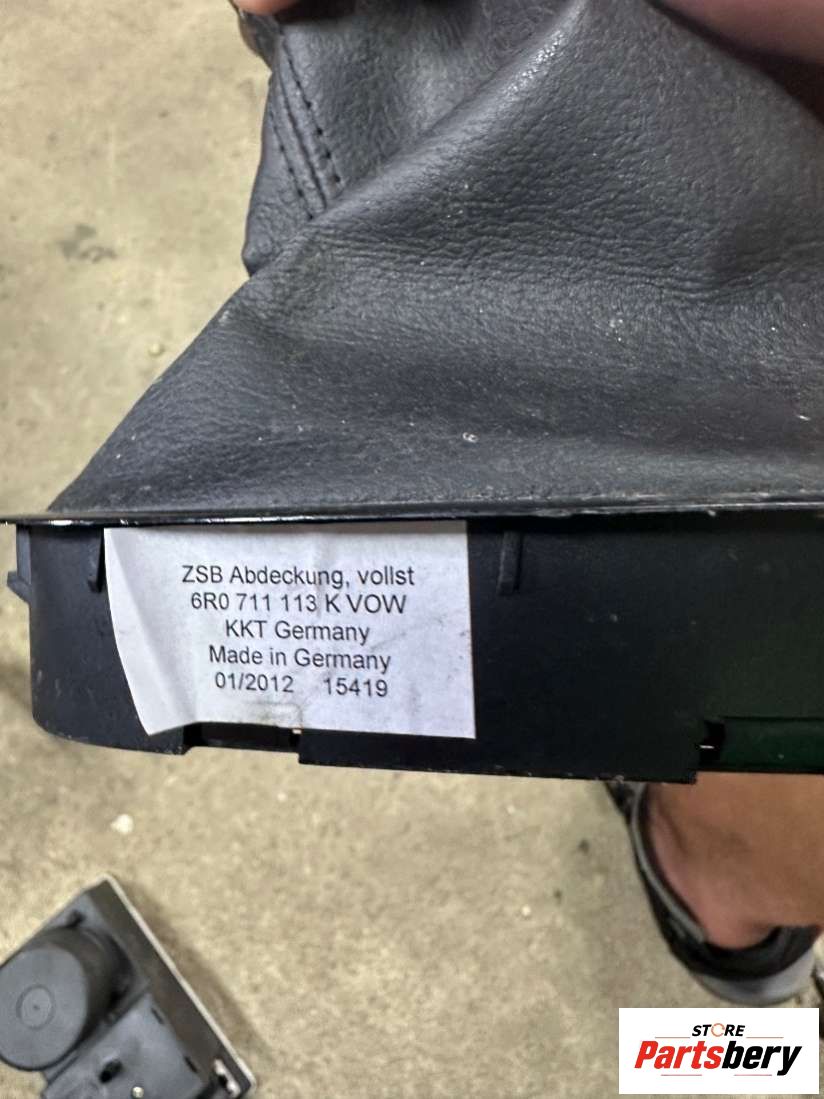 ZSB Abdeckung, vollst
6R0 711 113 K VOW
KKT Germany
Made in Germany
01/2012 15419
STORE
Partsbery